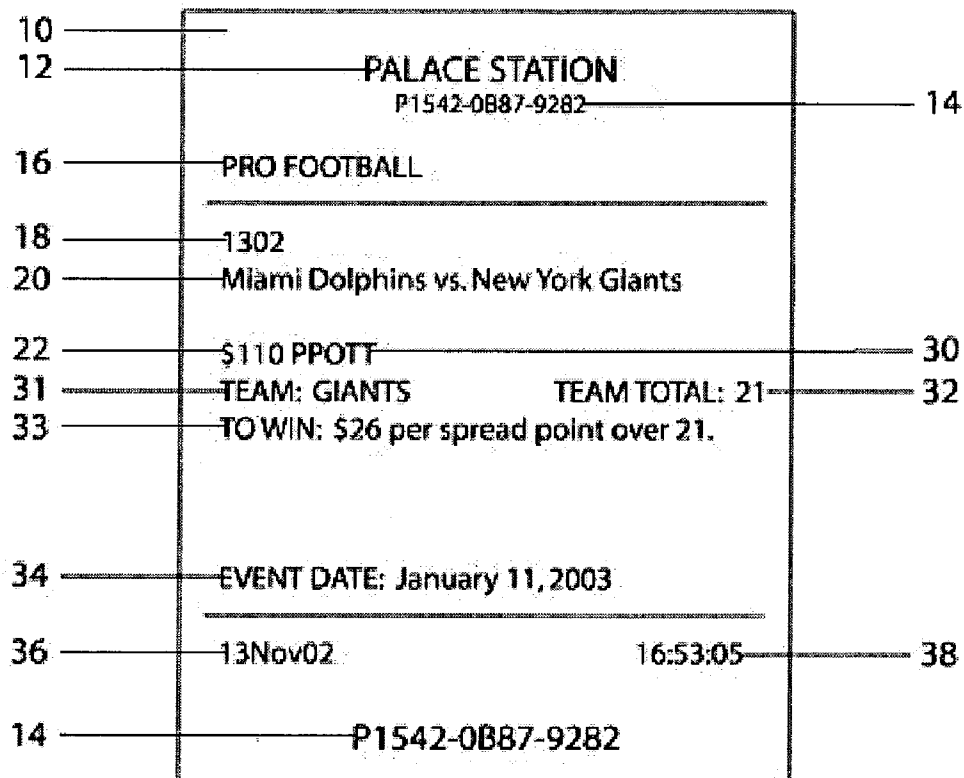 10
12 PALACE STATION
P1542-0B87-9282 14
16 PRO FOOTBALL
18 1302
20 Miami Dolphins vs. New York Giants
22 $110 PPOTT 30
31 TEAM: GIANTS TEAM TOTAL: 21 32
33 TO WIN: $26 per spread point over 21.
34 EVENT DATE: January 11, 2003
36 13Nov02 16:53:05 38
14 P1542-0B87-9282